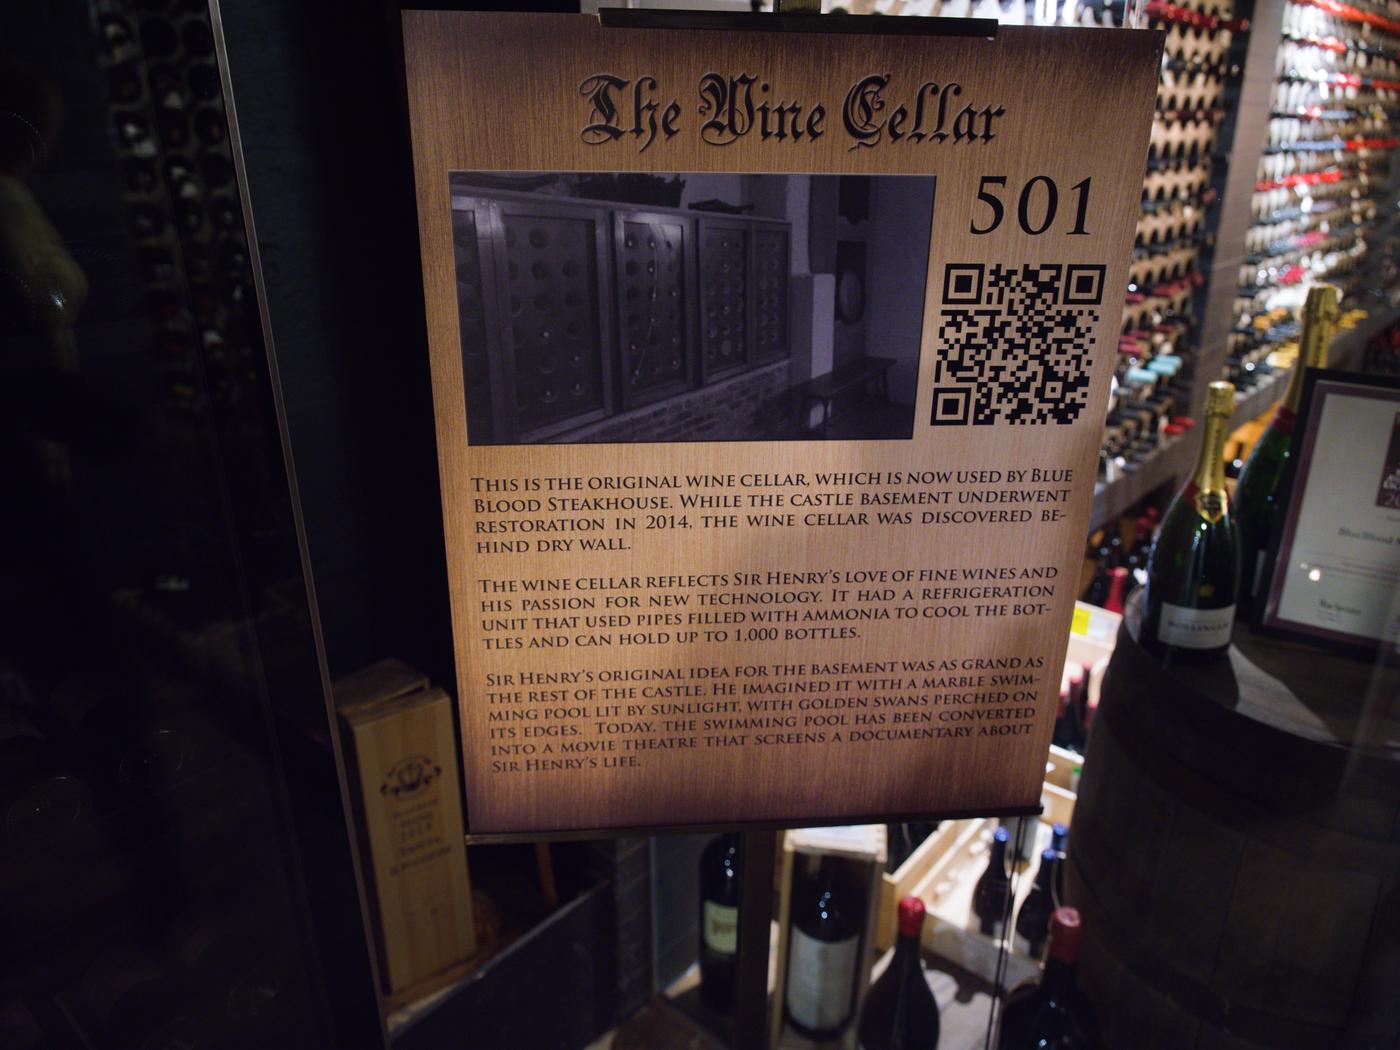 The Wine Cellar
501
THIS IS THE ORIGINAL WINE CELLAR, WHICH IS NOW USED BY BLUE
BLOOD STEAKHOUSE. WHILE THE CASTLE BASEMENT UNDERWENT
RESTORATION IN 2014, THE WINE CELLAR WAS DISCOVERED BE-
HIND DRY WALL.
THE WINE CELLAR REFLECTS SIR HENRY'S LOVE OF FINE WINES AND
HIS PASSION FOR NEW TECHNOLOGY. IT HAD A REFRIGERATION
UNIT THAT USED PIPES FILLED WITH AMMONIA TO COOL THE BOT-
TLES AND CAN HOLD UP TO 1,000 BOTTLES.
SIR HENRY'S ORIGINAL IDEA FOR THE BASEMENT WAS AS GRAND AS
THE REST OF THE CASTLE. HE IMAGINED IT WITH A MARBLE SWIM-
MING POOL LIT BY SUNLIGHT, WITH GOLDEN SWANS PERCHED ON
ITS EDGES. TODAY, THE SWIMMING POOL HAS BEEN CONVERTED
INTO A MOVIE THEATRE THAT SCREENS A DOCUMENTARY ABOUT
SIR HENRY'S LIFE.
BOLLINGER